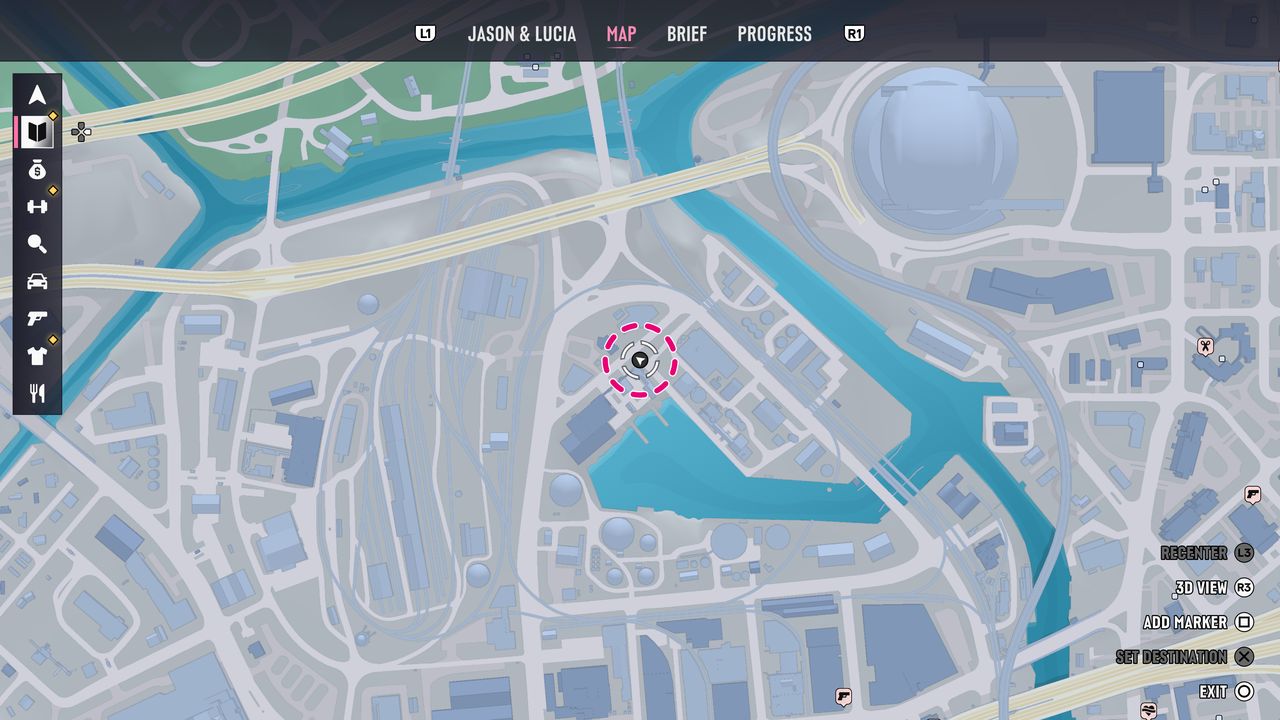 L1 JASON & LUCIA MAP BRIEF PROGRESS R1
$
RECENTER L3
3D VIEW R3
ADD MARKER
SET DESTINATION
EXIT